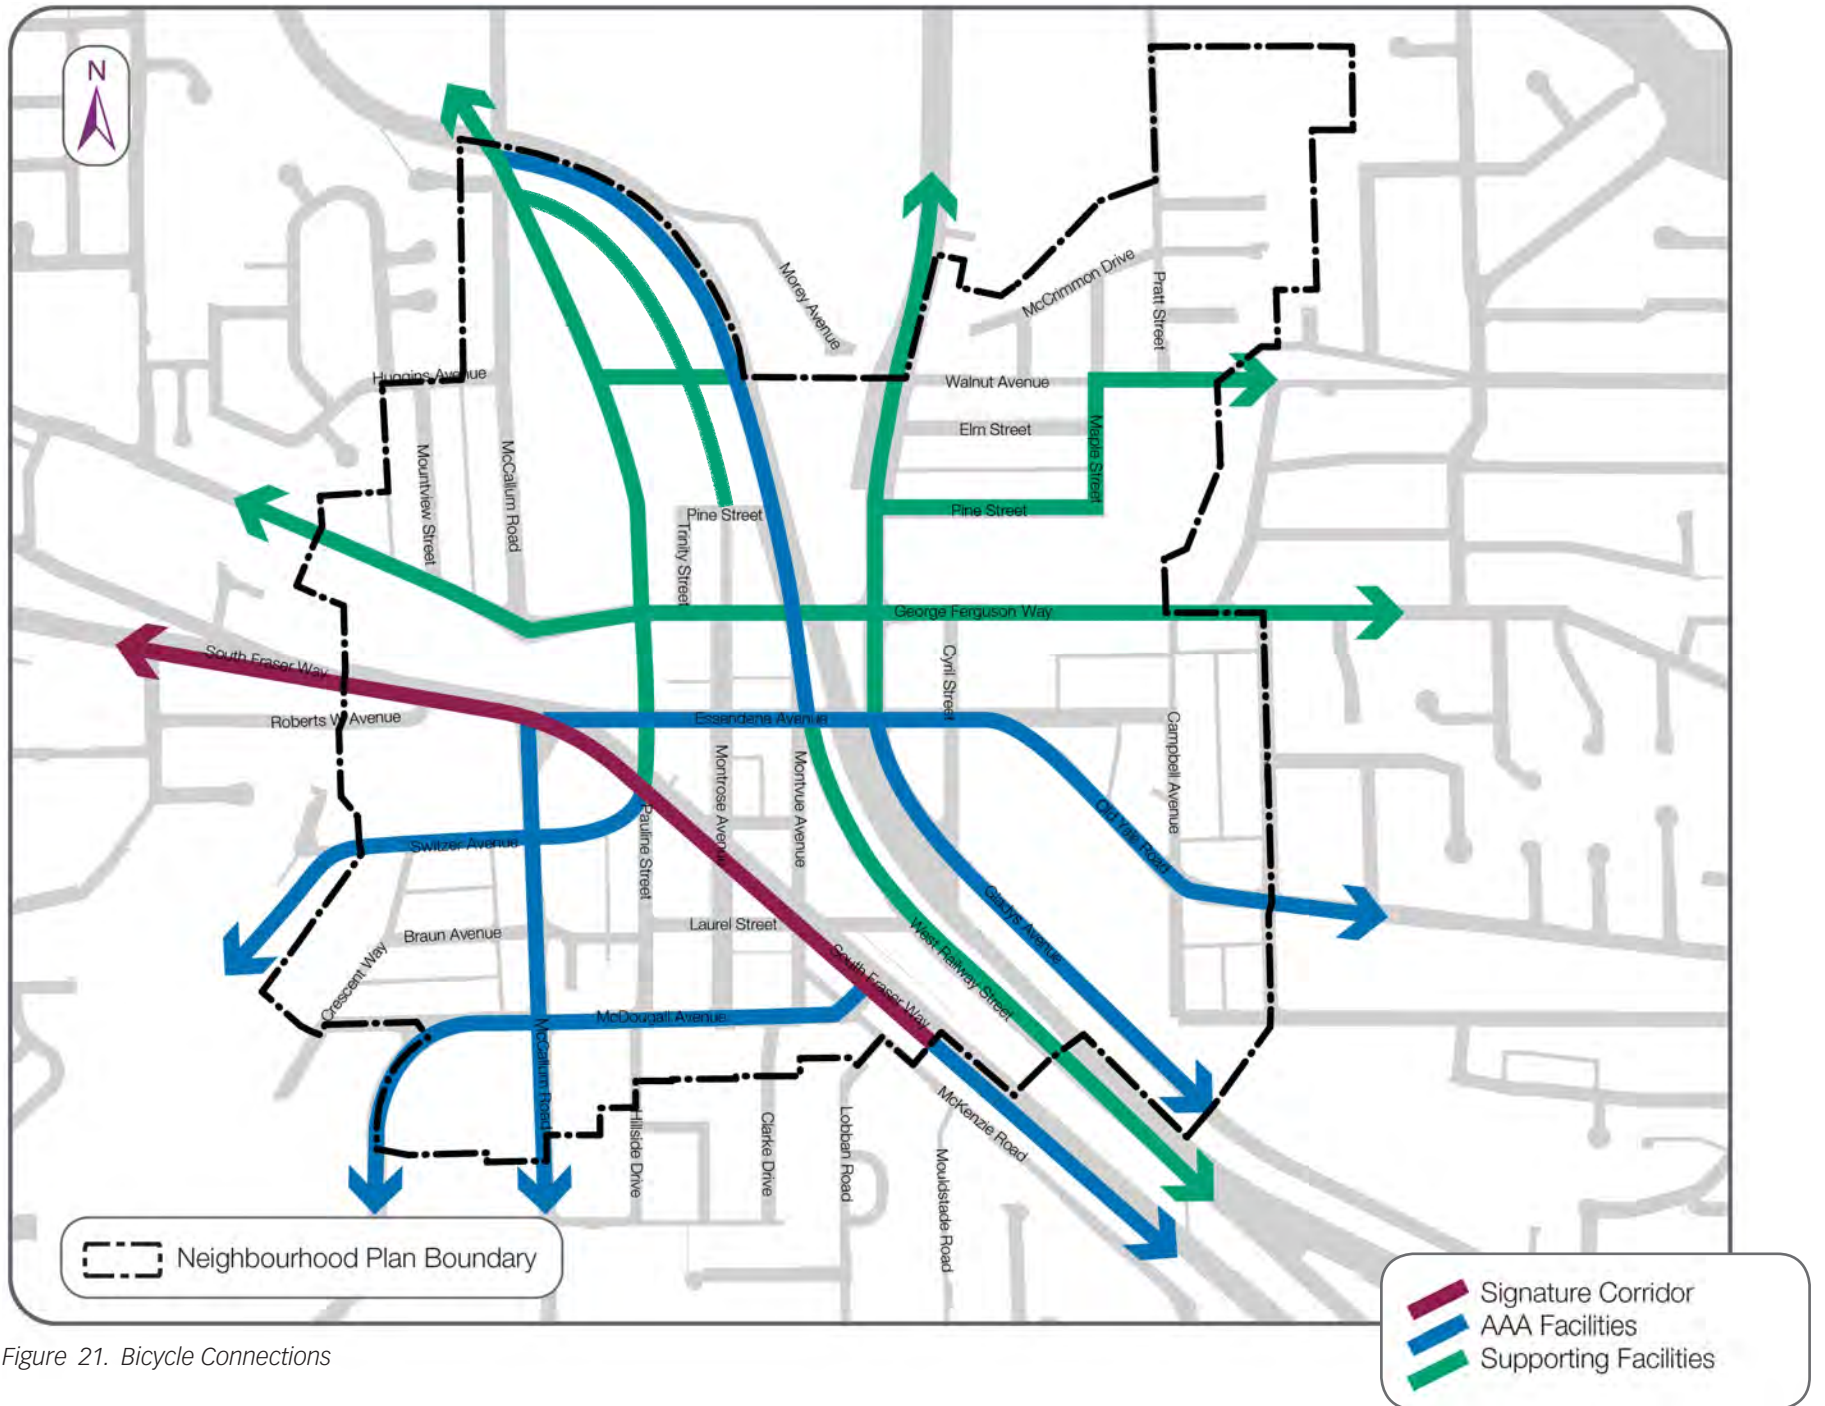 N
Morey Avenue
McCrimmon Drive
Pratt Street
Huggins Avenue
Walnut Avenue
Elm Street
Maple Street
Mountview Street
McCallum Road
Pine Street
Pine Street
Trinity Street
George Ferguson Way
South Fraser Way
Cyril Street
Roberts W Avenue
Essendene Avenue
Campbell Avenue
Montrose Avenue
Montvue Avenue
Old Yale Road
Switzer Avenue
Pauline Street
Gladys Avenue
Laurel Street
Braun Avenue
West Railway Street
South Fraser Way
Crescent Way
McDougall Avenue
McCallum Road
McKenzie Road
Hillside Drive
Clarke Drive
Lobban Road
Mouldstade Road
Neighbourhood Plan Boundary
Signature Corridor
AAA Facilities
Supporting Facilities
Figure 21. Bicycle Connections